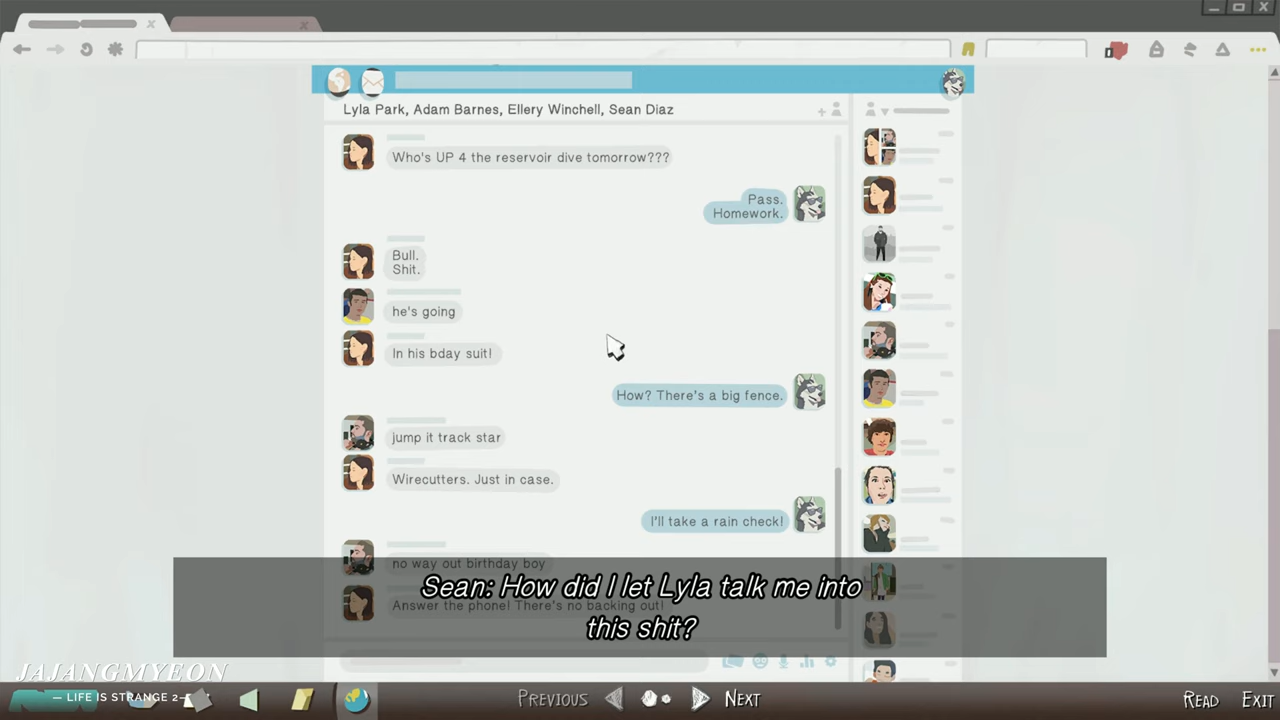 Lyla Park, Adam Barnes, Ellery Winchell, Sean Diaz
Who's UP 4 the reservoir dive tomorrow???
Pass.
Homework.
Bull.
Shit.
he's going
In his bday suit!
How? There's a big fence.
jump it track star
Wirecutters. Just in case.
I'll take a rain check!
no way out birthday boy
Answer the phone! There's no backing out!
Sean: How did I let Lyla talk me into
this shit?
JAJANGMYEON
— LIFE IS STRANGE 2—
PREVIOUS
NEXT
READ
EXIT